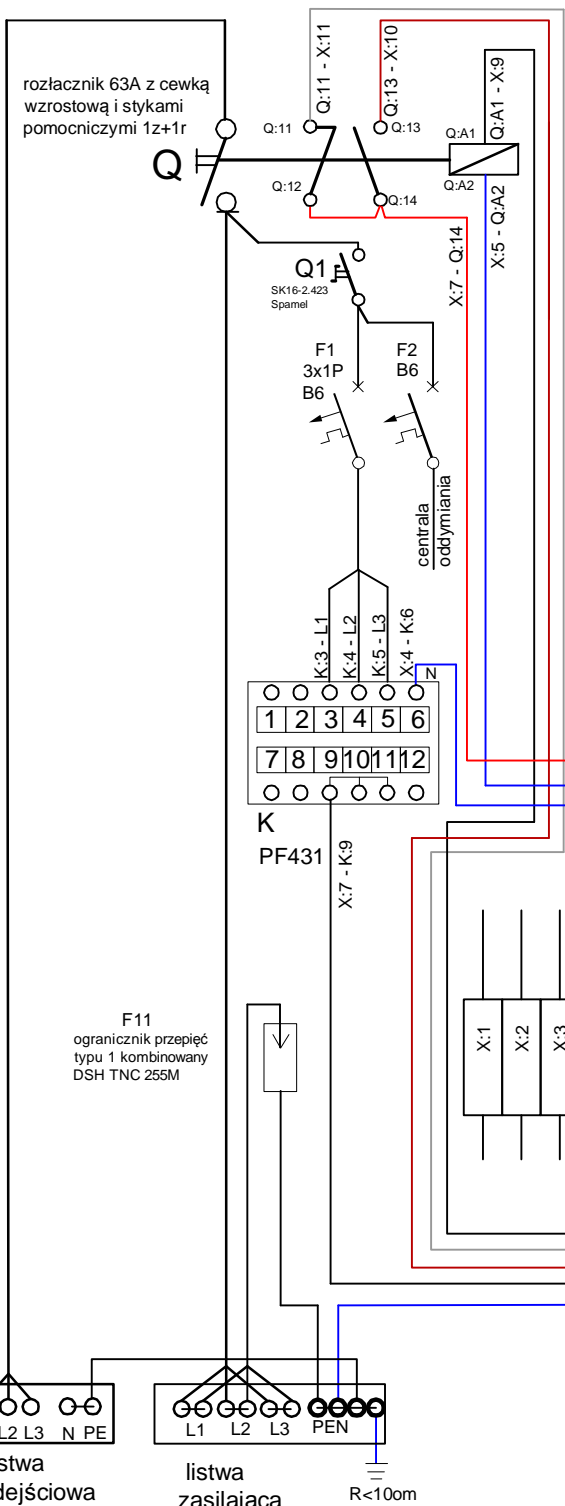 rozłacznik 63A z cewką
wzrostową i stykami
pomocniczymi 1z+1r
Q
Q:11 - X:11
Q:13 - X:10
Q:A1 - X:9
Q:11
Q:13
Q:A1
Q:12
Q:14
Q:A2
X:7 - Q:14
X:5 - Q:A2
Q1
SK16-2.423
Spamel
F1
3x1P
B6
F2
B6
centrala
oddymiania
K:3 - L1
K:4 - L2
K:5 - L3
X:4 - K:6
N
1 2 3 4 5 6
7 8 9 10 11 12
K
PF431
X:7 - K:9
F11
ogranicznik przepięć
typu 1 kombinowany
DSH TNC 255M
X:1
X:2
X:3
L2 L3 N PE
L1 L2 L3 PEN
stwa
dejściowa
listwa
zasilająca
R<10om